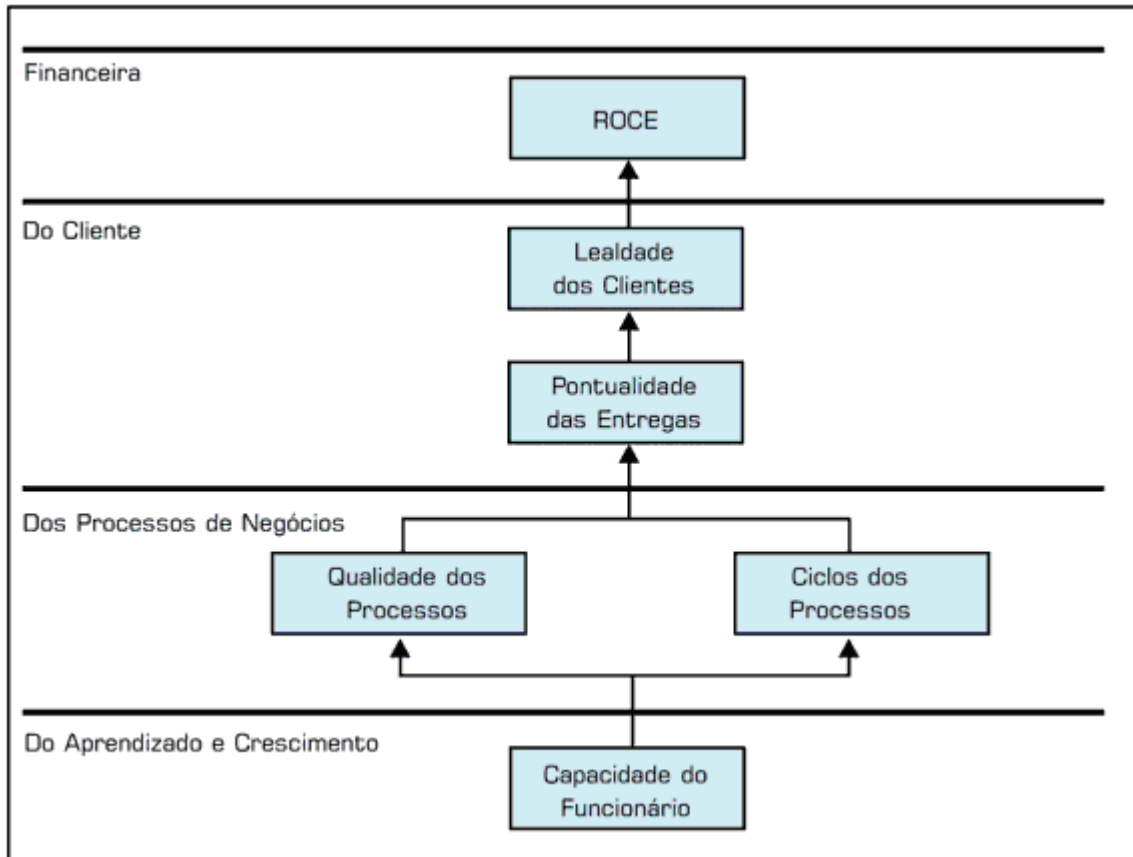 Financeira
ROCE
Do Cliente
Lealdade
dos Clientes
Pontualidade
das Entregas
Dos Processos de Negócios
Qualidade dos
Processos
Ciclos dos
Processos
Do Aprendizado e Crescimento
Capacidade do
Funcionário